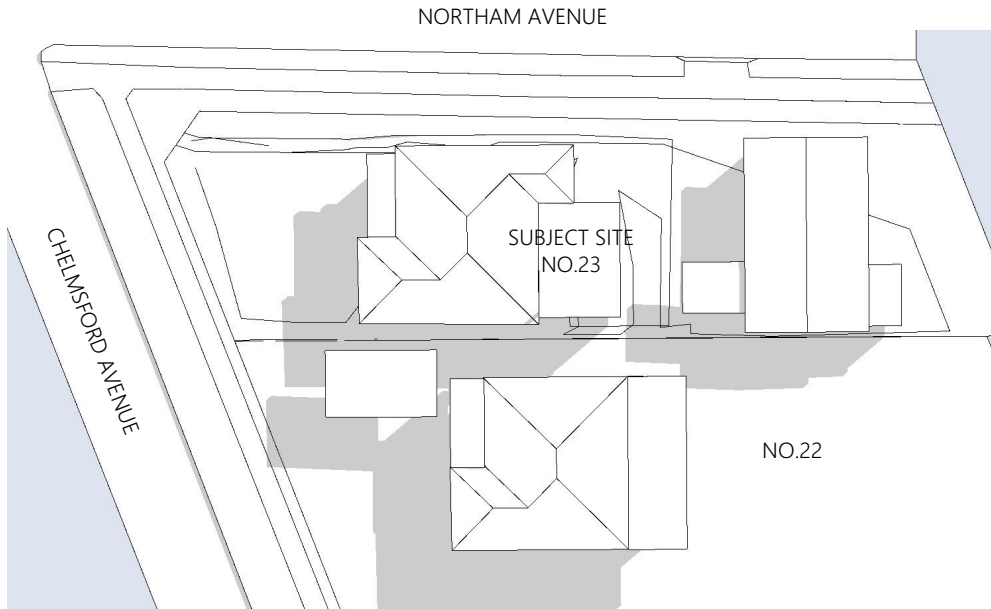 NORTHAM AVENUE
SUBJECT SITE
NO.23
CHELMSFORD AVENUE
NO.22